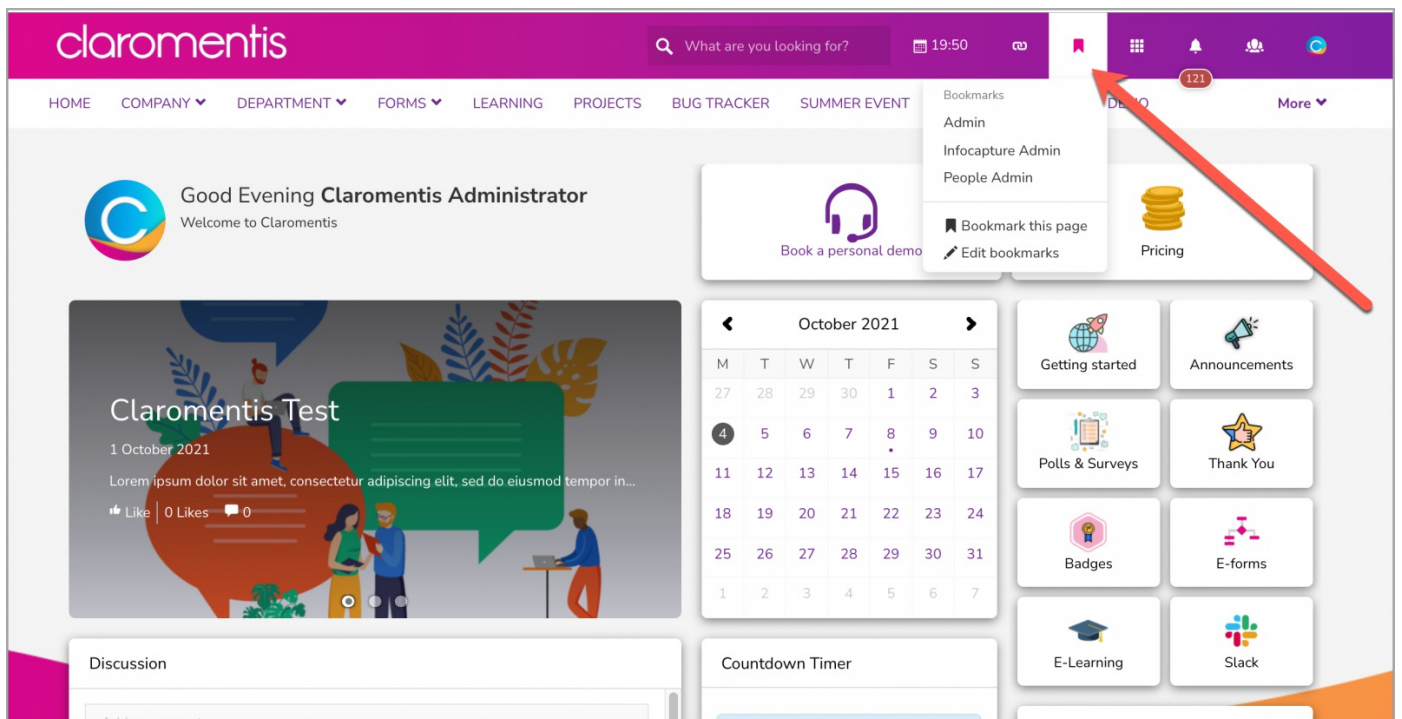 claromentis
What are you looking for?
19:50
121
HOME COMPANY DEPARTMENT FORMS LEARNING PROJECTS BUG TRACKER SUMMER EVENT DEMO More
Bookmarks
Admin
Infocapture Admin
People Admin
Bookmark this page
Edit bookmarks
Good Evening Claromentis Administrator
Welcome to Claromentis
Book a personal demo
Pricing
Claromentis Test
1 October 2021
Lorem ipsum dolor sit amet, consectetur adipiscing elit, sed do eiusmod tempor in...
Like 0 Likes 0
October 2021
M T W T F S S
27 28 29 30 1 2 3
4 5 6 7 8 9 10
11 12 13 14 15 16 17
18 19 20 21 22 23 24
25 26 27 28 29 30 31
1 2 3 4 5 6 7
Getting started
Announcements
Polls & Surveys
Thank You
Badges
E-forms
E-Learning
Slack
Discussion
Countdown Timer